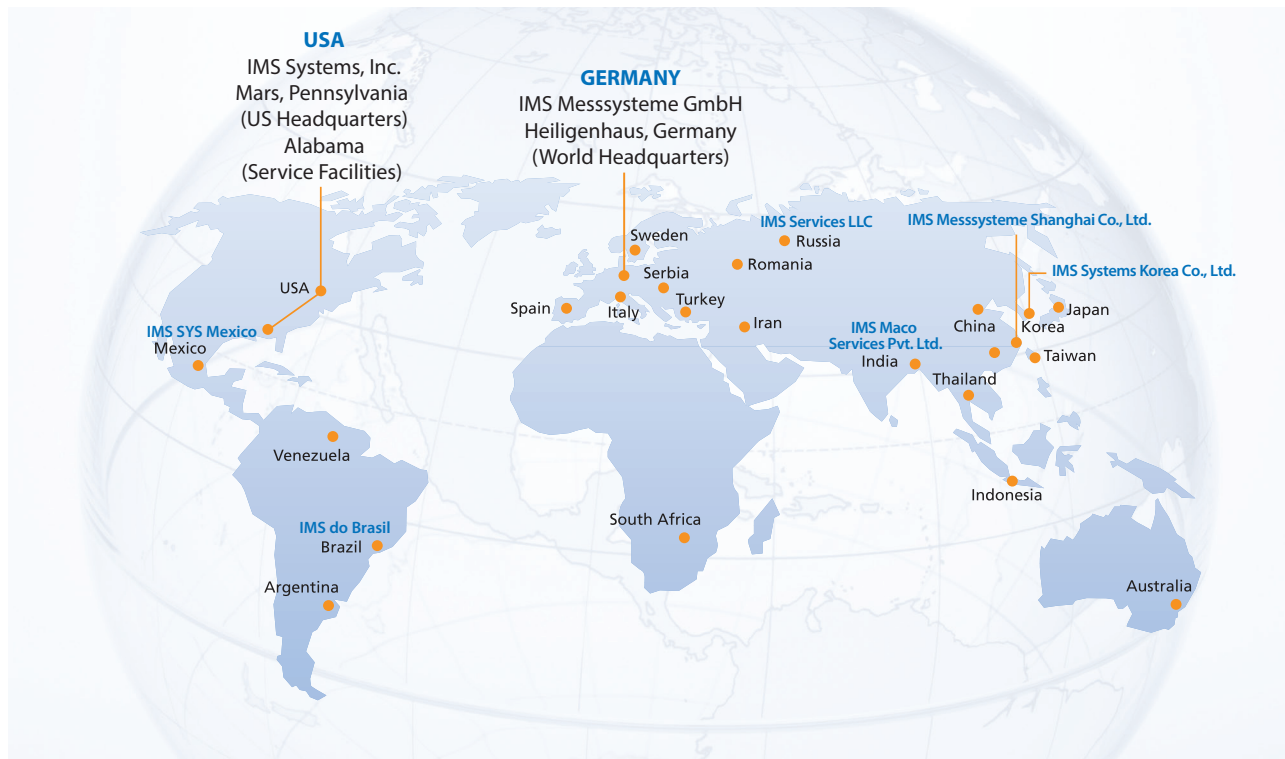 USA
IMS Systems, Inc.
Mars, Pennsylvania
(US Headquarters)
Alabama
(Service Facilities)
GERMANY
IMS Messsysteme GmbH
Heiligenhaus, Germany
(World Headquarters)
IMS Services LLC
Russia
IMS Messsysteme Shanghai Co., Ltd.
Sweden
Romania
Serbia
IMS Systems Korea Co., Ltd.
USA
Turkey
Spain
Italy
Iran
Japan
China
Korea
IMS SYS Mexico
Mexico
IMS Maco
Services Pvt. Ltd.
India
Taiwan
Thailand
Venezuela
Indonesia
South Africa
IMS do Brasil
Brazil
Argentina
Australia